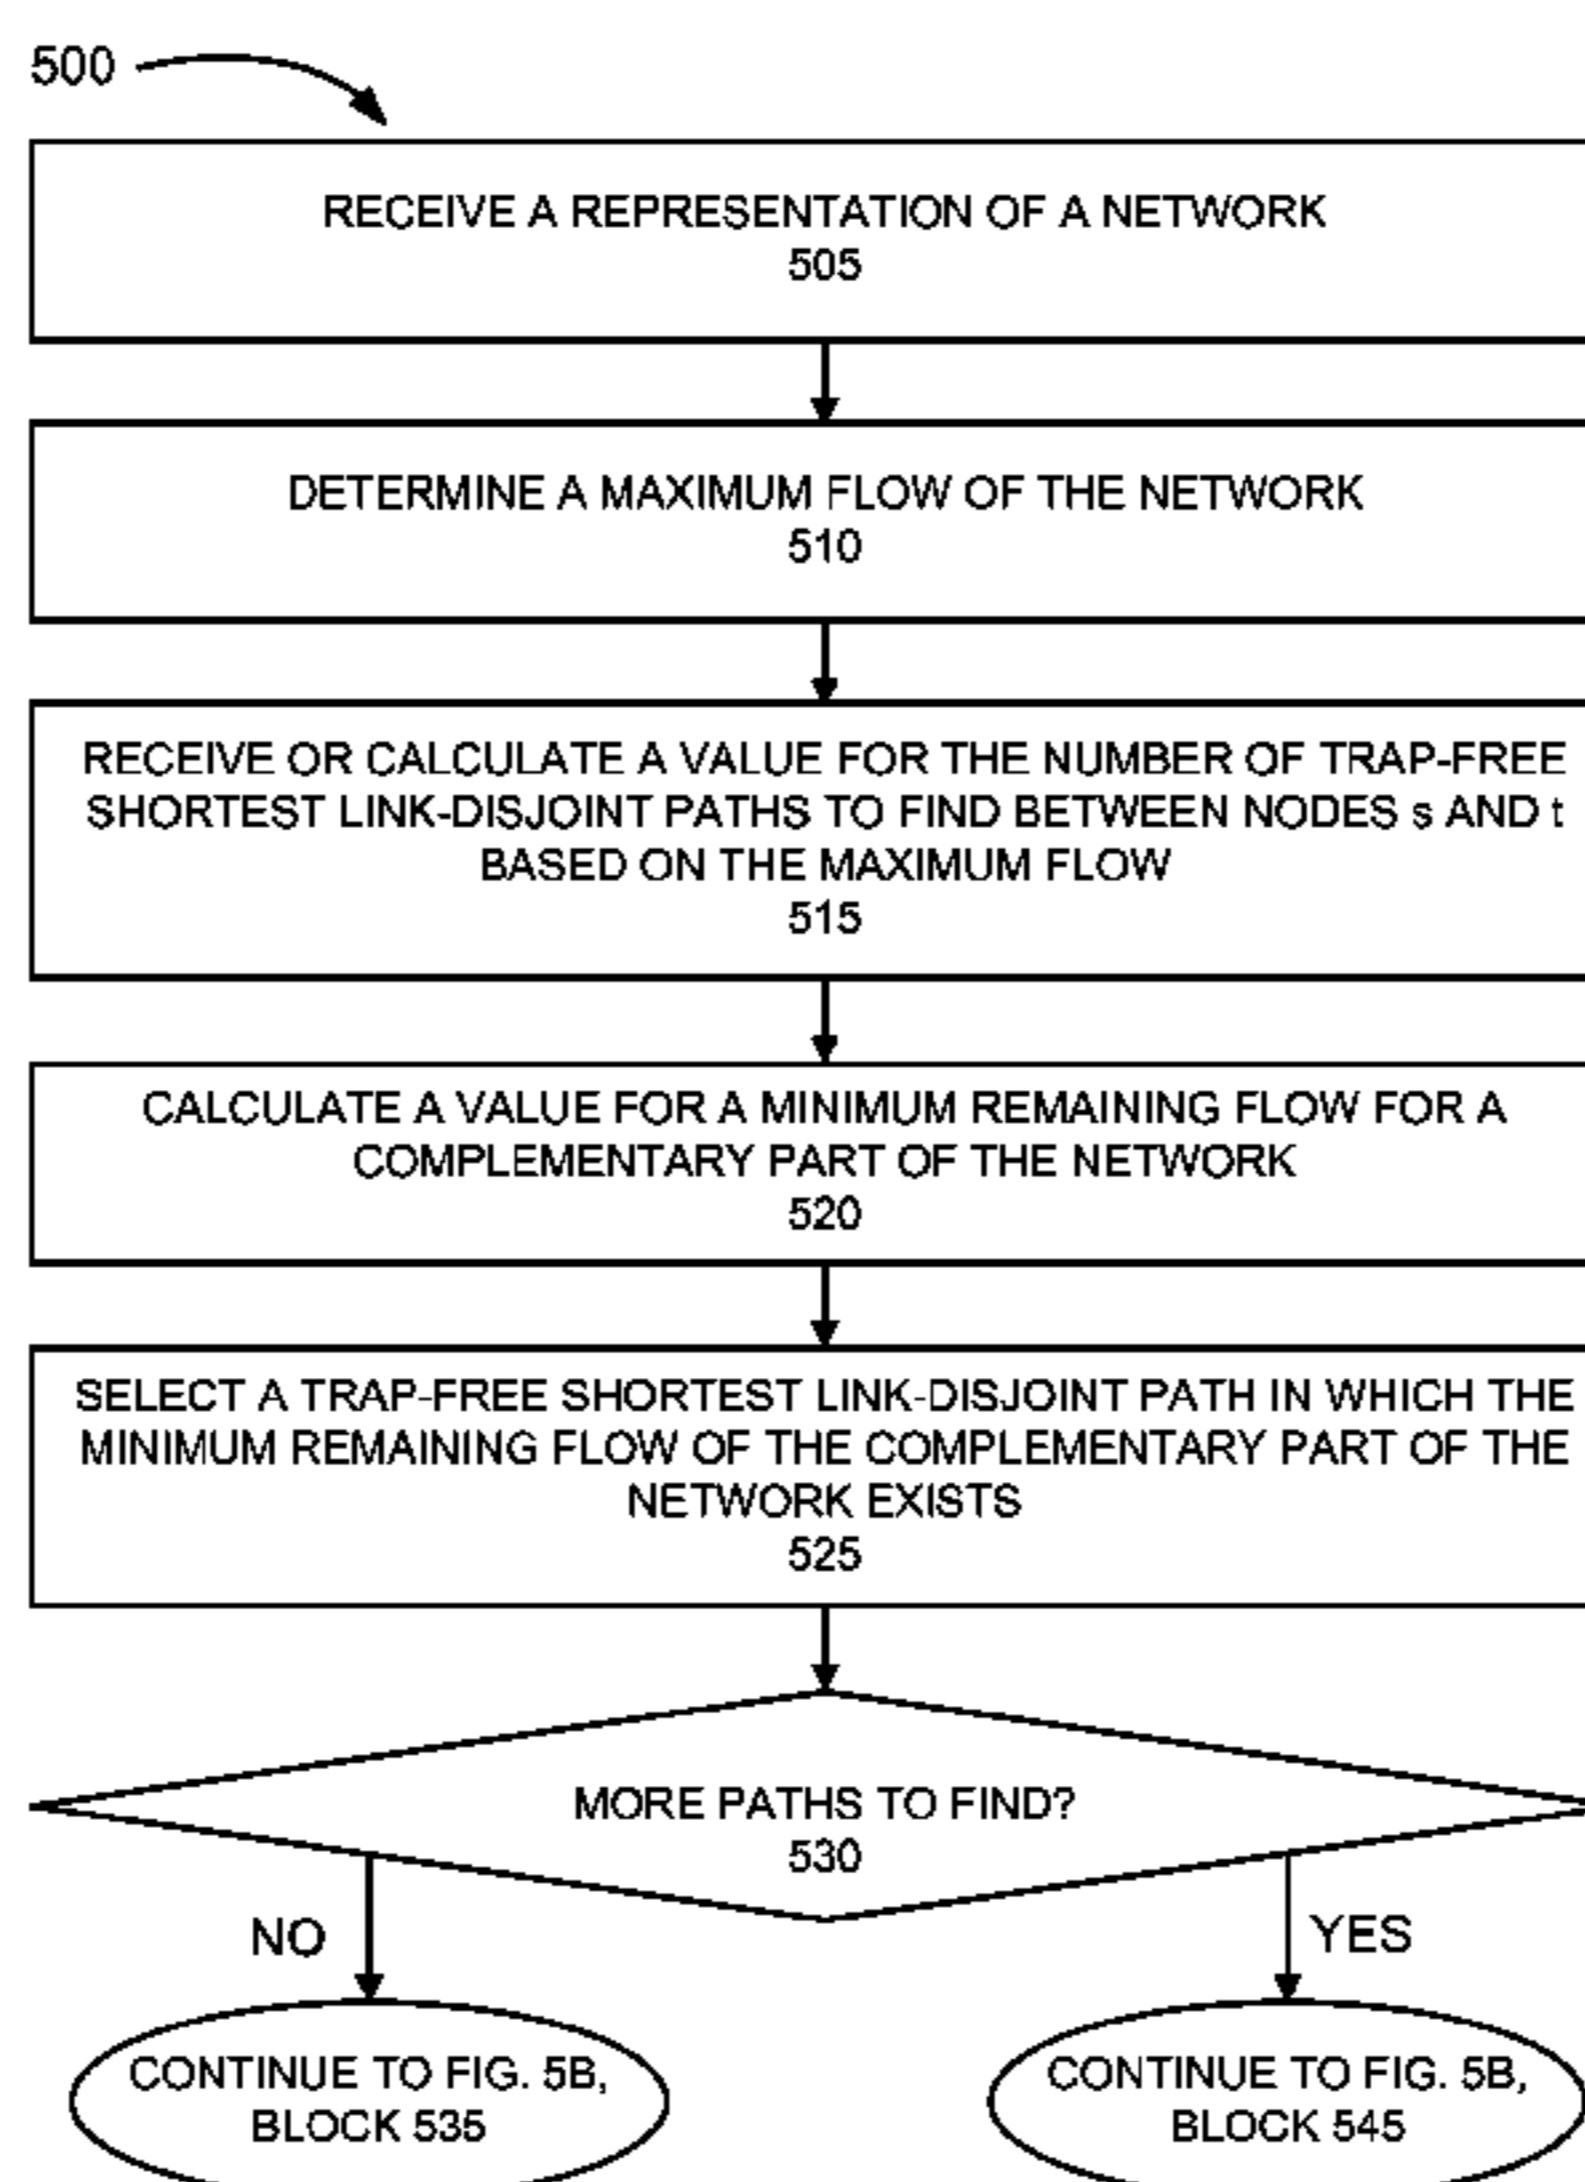 500
RECEIVE A REPRESENTATION OF A NETWORK
505
DETERMINE A MAXIMUM FLOW OF THE NETWORK
510
RECEIVE OR CALCULATE A VALUE FOR THE NUMBER OF TRAP-FREE
SHORTEST LINK-DISJOINT PATHS TO FIND BETWEEN NODES s AND t
BASED ON THE MAXIMUM FLOW
515
CALCULATE A VALUE FOR A MINIMUM REMAINING FLOW FOR A
COMPLEMENTARY PART OF THE NETWORK
520
SELECT A TRAP-FREE SHORTEST LINK-DISJOINT PATH IN WHICH THE
MINIMUM REMAINING FLOW OF THE COMPLEMENTARY PART OF THE
NETWORK EXISTS
525
MORE PATHS TO FIND?
530
NO
YES
CONTINUE TO FIG. 5B,
BLOCK 535
CONTINUE TO FIG. 5B,
BLOCK 545